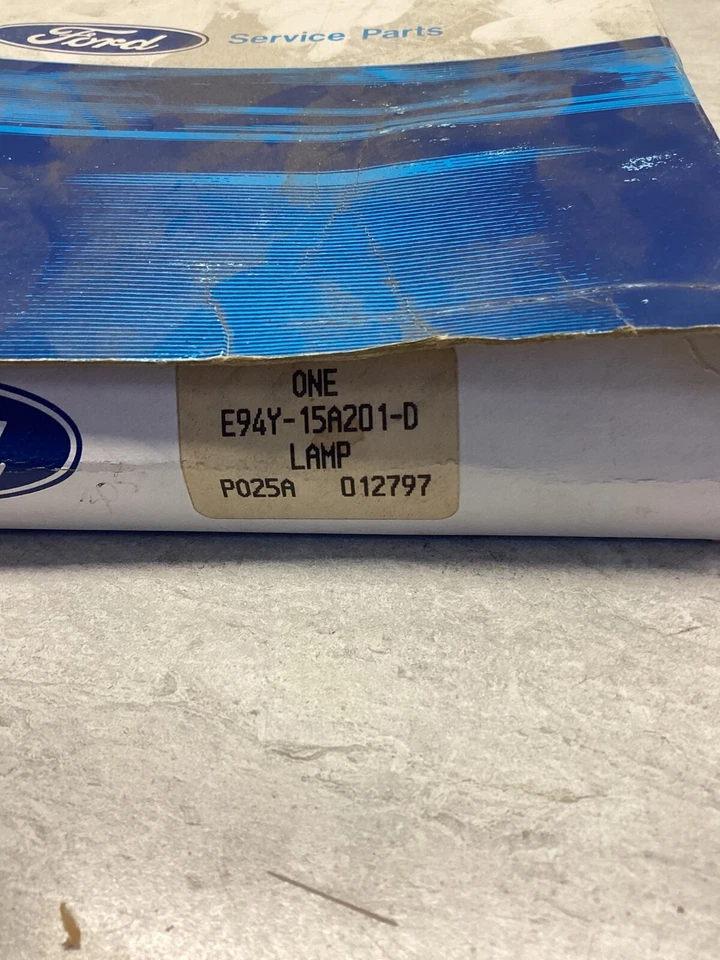 Ford Service Parts
ONE
E94Y-15A201-D
LAMP
P025A 012797